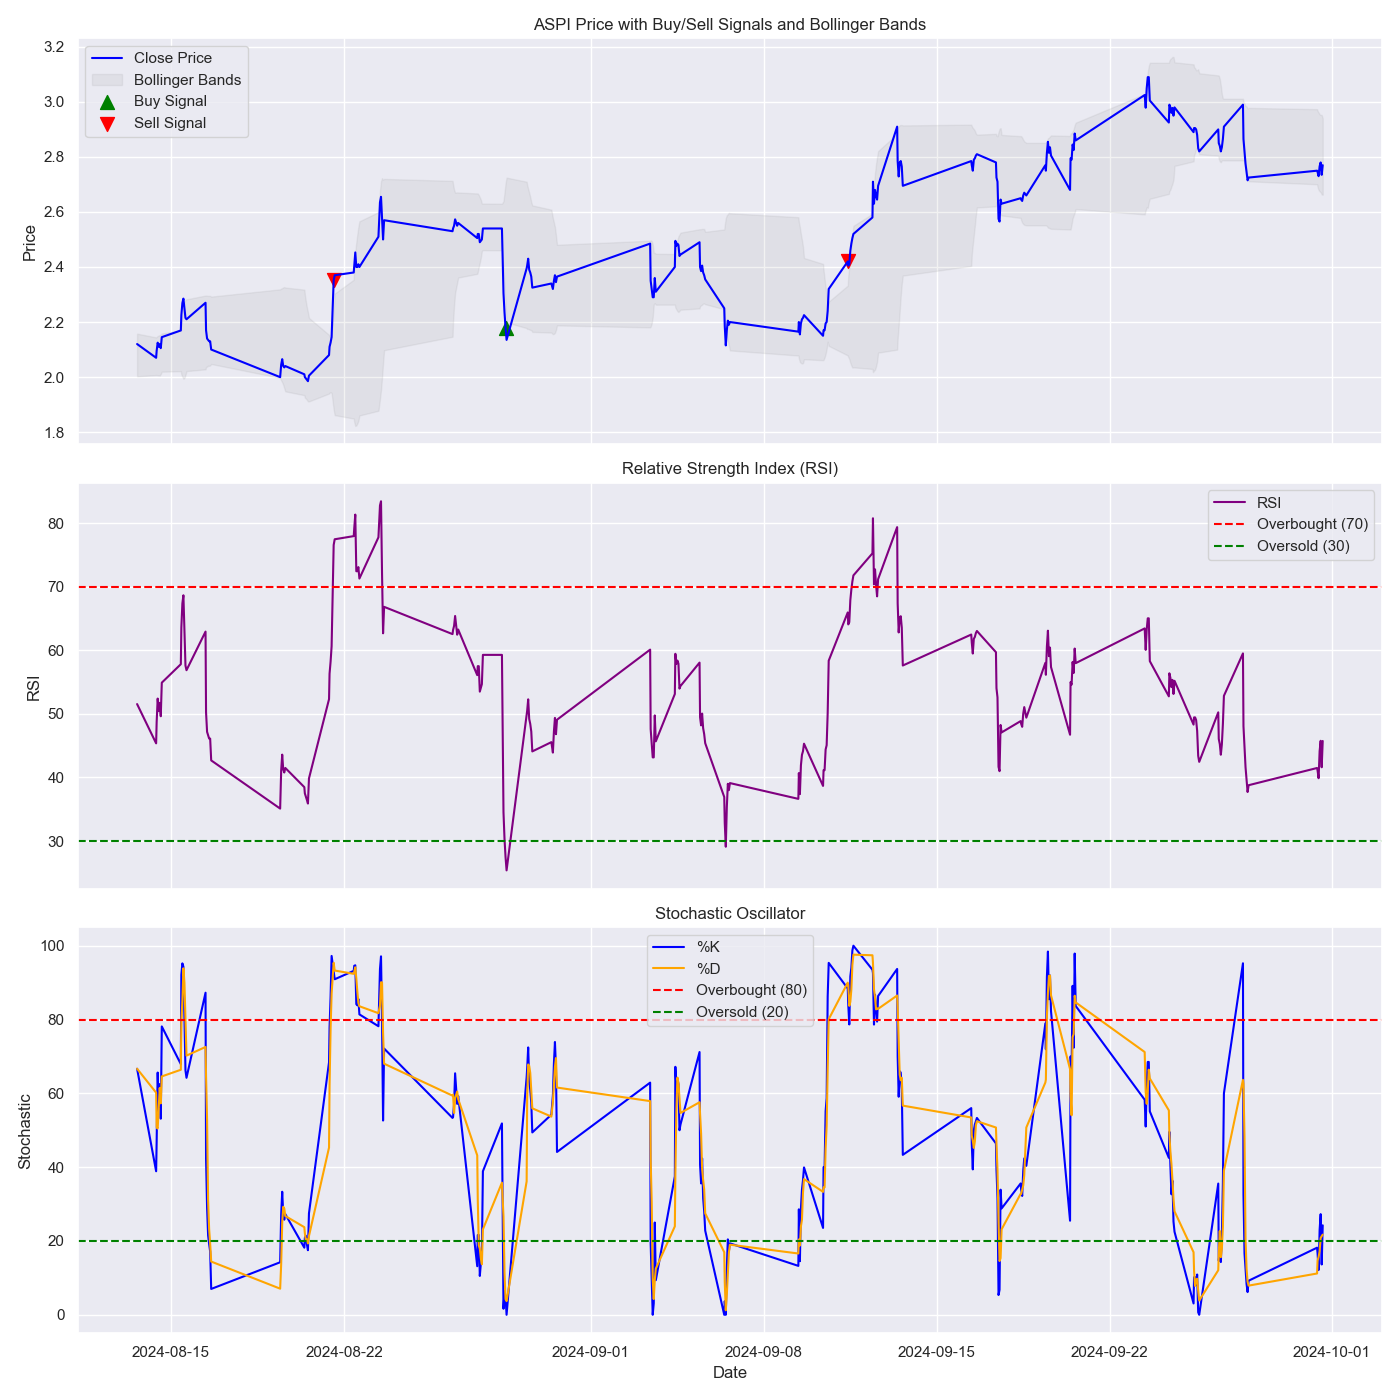 ASPI Price with Buy/Sell Signals and Bollinger Bands
Close Price
Bollinger Bands
Buy Signal
Sell Signal
Price
3.2
3.0
2.8
2.6
2.4
2.2
2.0
1.8
Relative Strength Index (RSI)
RSI
Overbought (70)
Oversold (30)
RSI
80
70
60
50
40
30
Stochastic Oscillator
%K
%D
Overbought (80)
Oversold (20)
Stochastic
100
80
60
40
20
0
2024-08-15
2024-08-22
2024-09-01
2024-09-08
2024-09-15
2024-09-22
2024-10-01
Date